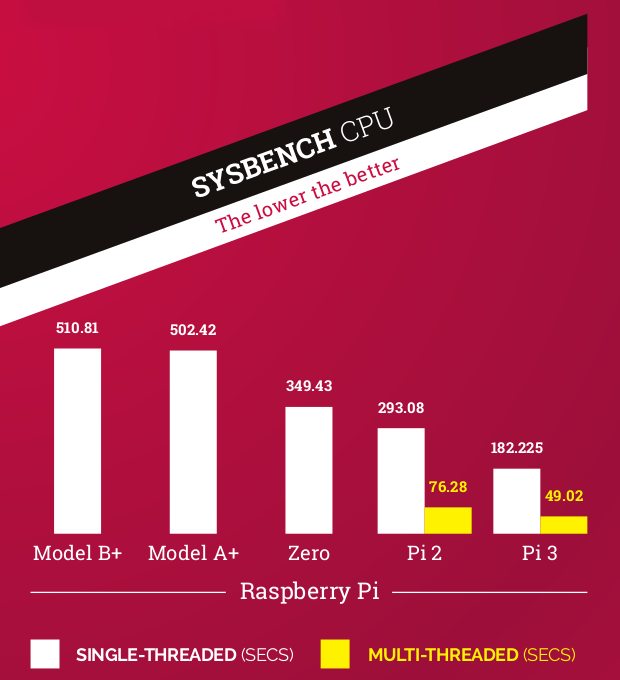 SYSBENCH CPU
The lower the better
510.81
502.42
349.43
293.08
76.28
182.225
49.02
Model B+
Model A+
Zero
Pi 2
Pi 3
Raspberry Pi
SINGLE-THREADED (SECS)
MULTI-THREADED (SECS)